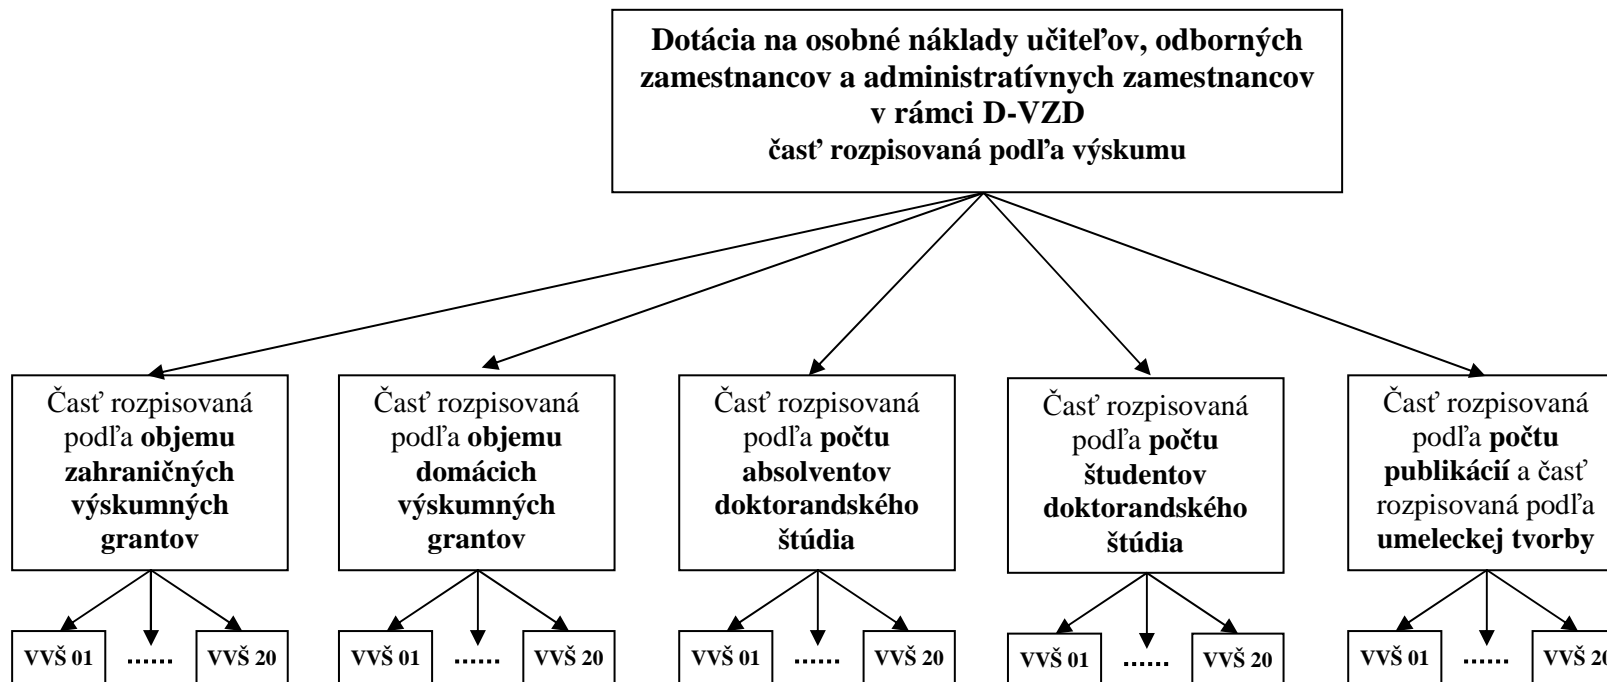 Dotácia na osobné náklady učiteľov, odborných
zamestnancov a administratívnych zamestnancov
v rámci D-VZD
časť rozpisovaná podľa výskumu
Časť rozpisovaná
podľa objemu
zahraničných
výskumných
grantov
Časť rozpisovaná
podľa objemu
domácich
výskumných
grantov
Časť rozpisovaná
podľa počtu
absolventov
doktorandského
štúdia
Časť rozpisovaná
podľa počtu
študentov
doktorandského
štúdia
Časť rozpisovaná
podľa počtu
publikácií a časť
rozpisovaná podľa
umeleckej tvorby
VVŠ 01 ...... VVŠ 20
VVŠ 01 ...... VVŠ 20
VVŠ 01 ...... VVŠ 20
VVŠ 01 ...... VVŠ 20
VVŠ 01 ...... VVŠ 20